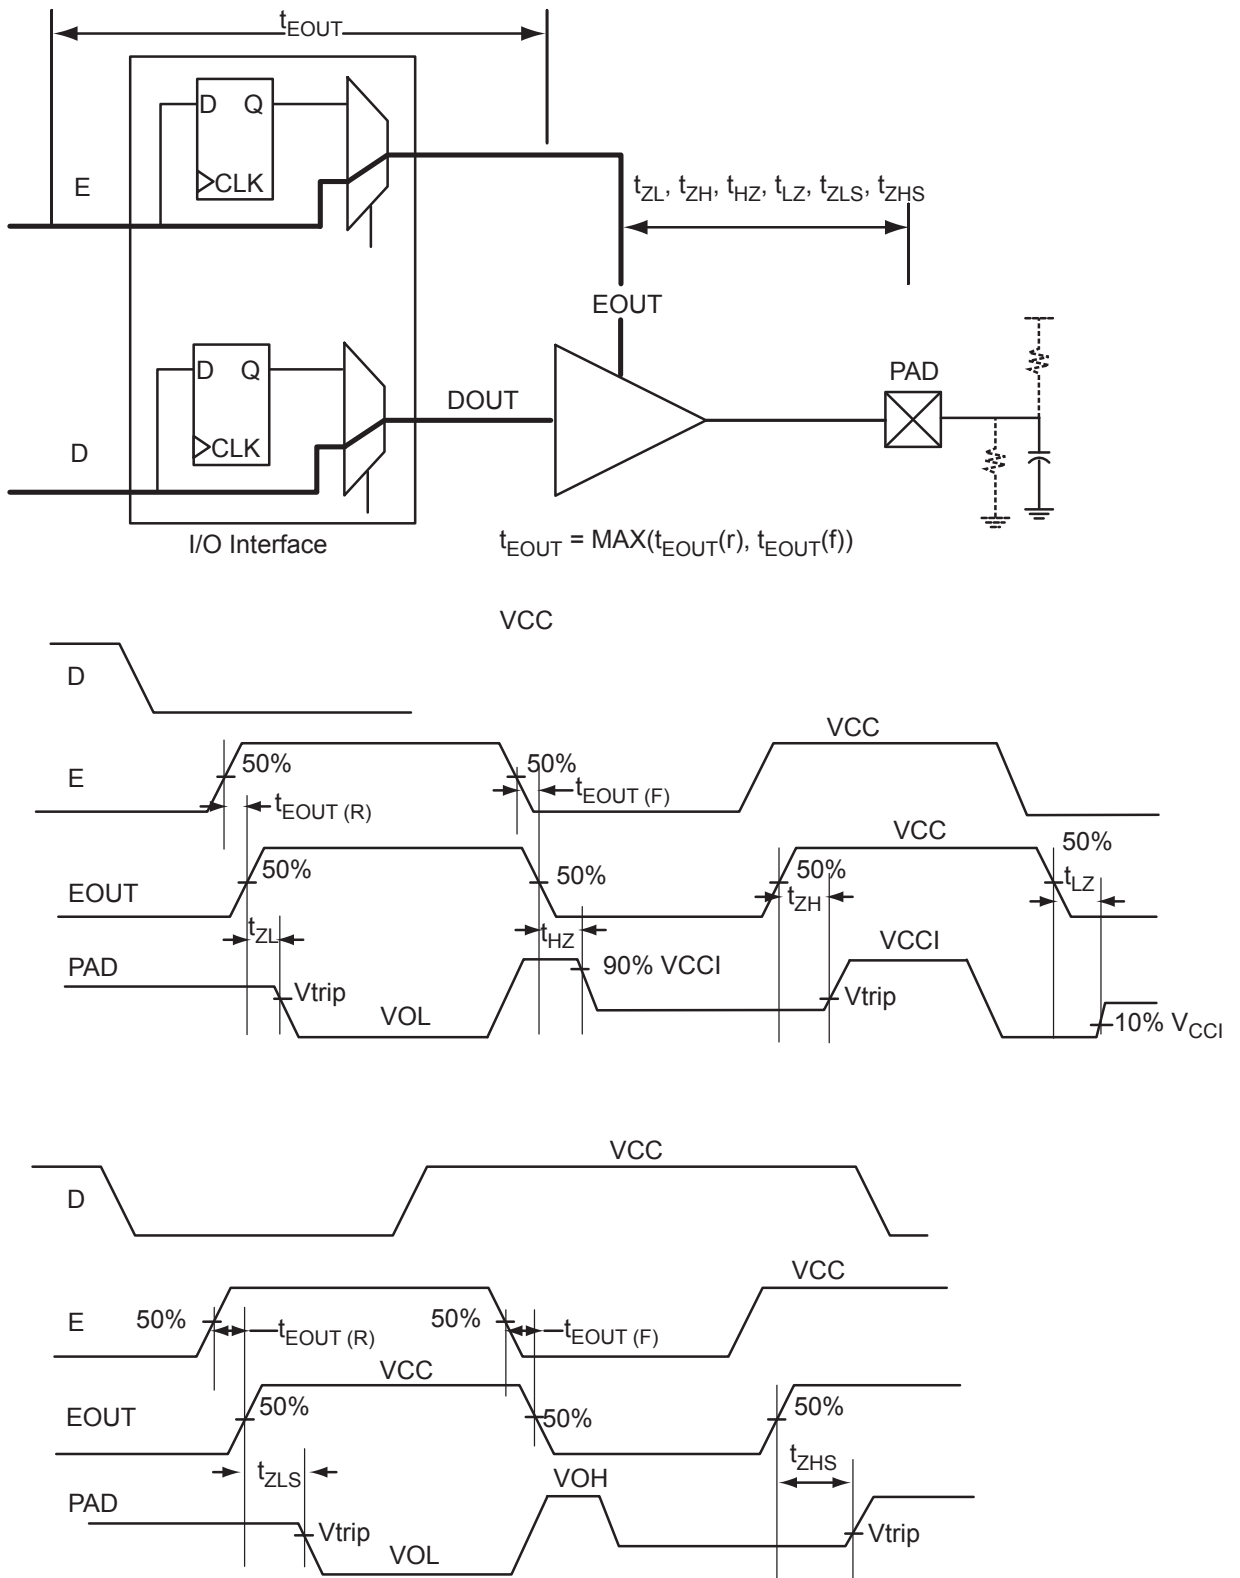 tEOUT
D Q
CLK
E
tZL, tZH, tHZ, tLZ, tZLS, tZHS
EOUT
D Q
CLK
D
DOUT
PAD
I/O Interface
tEOUT = MAX(tEOUT(r), tEOUT(f))
VCC
D
VCC
E
50%
50%
tEOUT (R)
tEOUT (F)
VCC
50%
EOUT
50%
50%
50%
tZL
tHZ
tZH
tLZ
PAD
VCCI
90% VCCI
Vtrip
Vtrip
VOL
10% VCCI
VCC
D
VCC
E
50%
50%
tEOUT (R)
tEOUT (F)
VCC
EOUT
50%
50%
50%
tZLS
tZHS
PAD
VOH
Vtrip
Vtrip
VOL